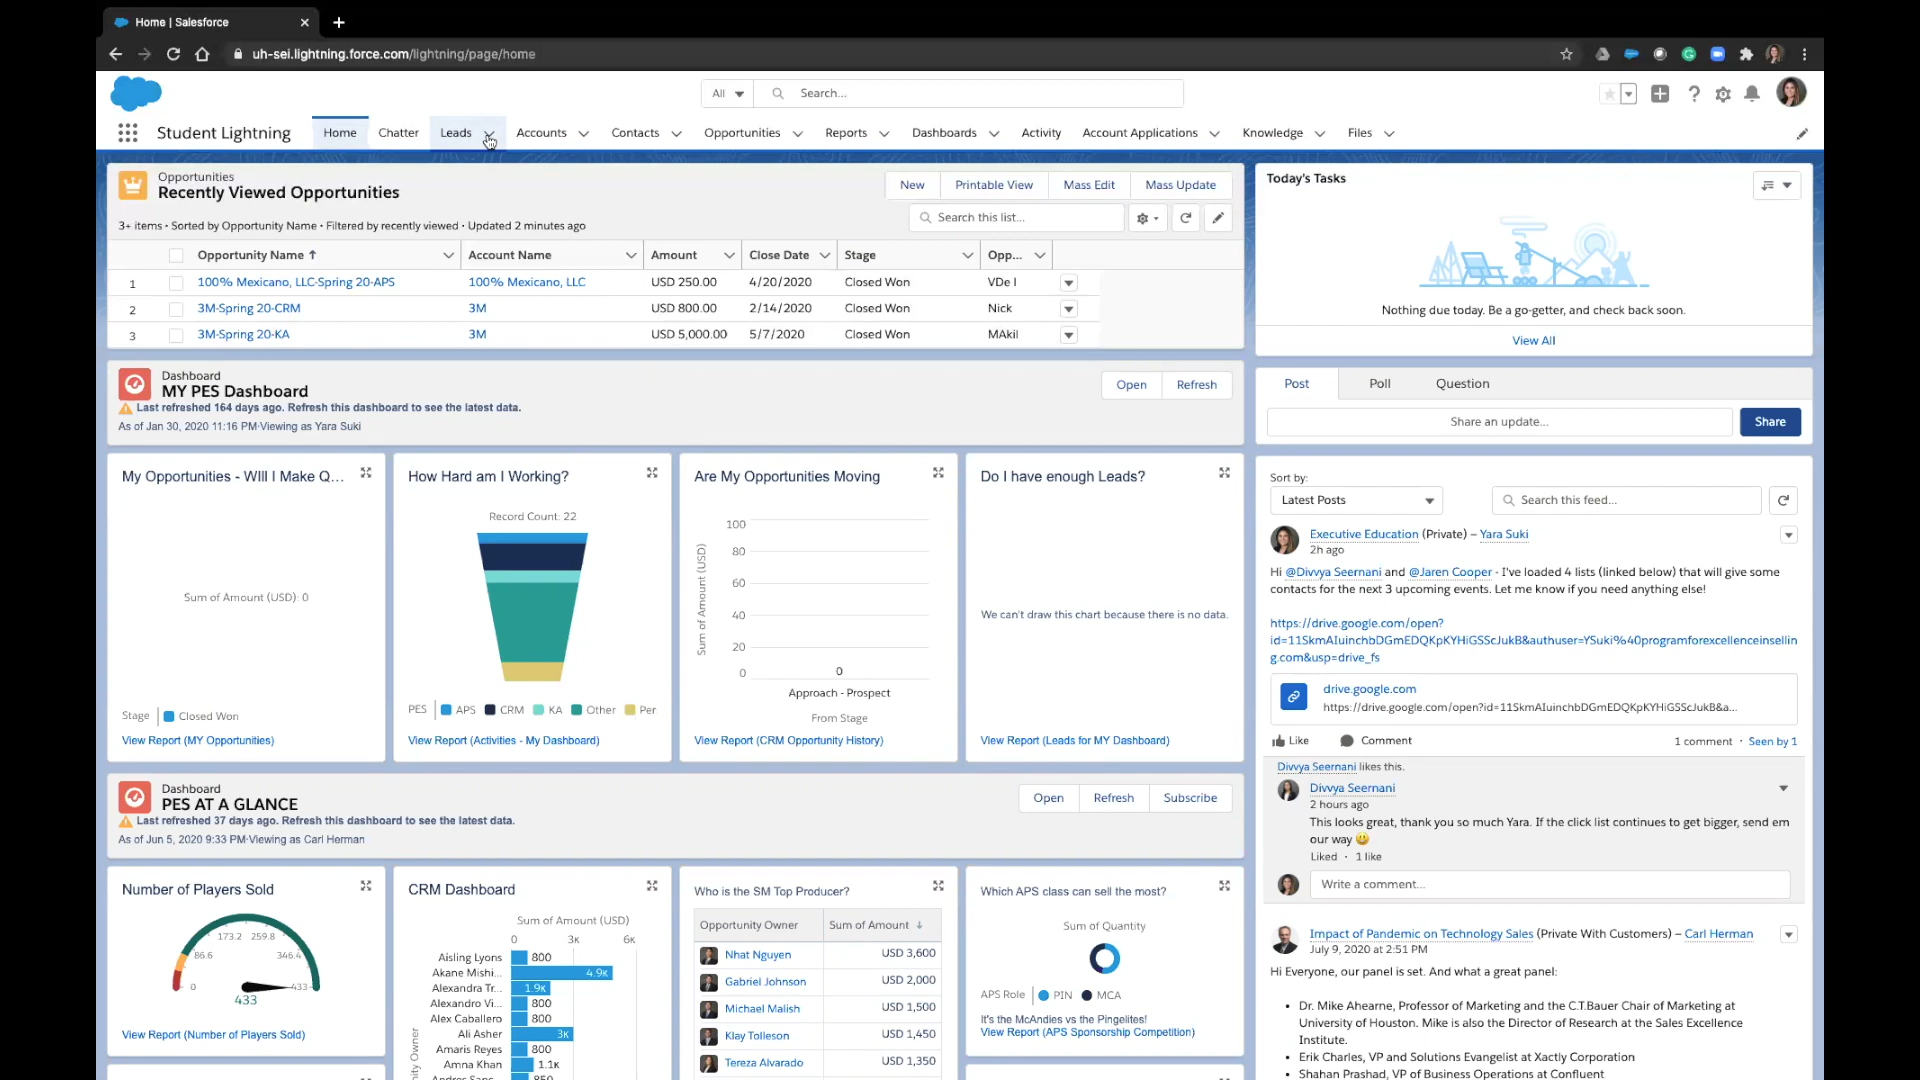 Home | Salesforce
uh-sei.lightning.force.com/lightning/page/home
All
Search...
Student Lightning
Home
Chatter
Leads
Accounts
Contacts
Opportunities
Reports
Dashboards
Activity
Account Applications
Knowledge
Files
Opportunities
Recently Viewed Opportunities
New
Printable View
Mass Edit
Mass Update
3+ items • Sorted by Opportunity Name • Filtered by recently viewed • Updated 2 minutes ago
Search this list...
Opportunity Name ↑
Account Name
Amount
Close Date
Stage
Opp...
1 100% Mexicano, LLC-Spring 20-APS 100% Mexicano, LLC USD 250.00 4/20/2020 Closed Won VDe l
2 3M-Spring 20-CRM 3M USD 800.00 2/14/2020 Closed Won Nick
3 3M-Spring 20-KA 3M USD 5,000.00 5/7/2020 Closed Won MAkil
Dashboard
MY PES Dashboard
Last refreshed 164 days ago. Refresh this dashboard to see the latest data.
As of Jan 30, 2020 11:16 PM·Viewing as Yara Suki
Open
Refresh
My Opportunities - WIll I Make Q...
Sum of Amount (USD): 0
Stage
Closed Won
View Report (MY Opportunities)
How Hard am I Working?
Record Count: 22
PES APS CRM KA Other Per
View Report (Activities - My Dashboard)
Are My Opportunities Moving
Sum of Amount (USD)
100
80
60
40
20
0
0
Approach - Prospect
From Stage
View Report (CRM Opportunity History)
Do I have enough Leads?
We can't draw this chart because there is no data.
View Report (Leads for MY Dashboard)
Dashboard
PES AT A GLANCE
Last refreshed 37 days ago. Refresh this dashboard to see the latest data.
As of Jun 5, 2020 9:33 PM·Viewing as Carl Herman
Open
Refresh
Subscribe
Number of Players Sold
173.2
259.8
86.6
346.4
0
433
433
View Report (Number of Players Sold)
CRM Dashboard
Sum of Amount (USD)
0 3K 6K
Aisling Lyons 800
Akane Mishi... 4.9K
Alexandra Tr... 1.9K
Alexandro Vi... 800
Alex Caballero 800
Ali Asher 3K
Amaris Reyes 800
Amna Khan 1.1K
Who is the SM Top Producer?
Opportunity Owner Sum of Amount ↓
Nhat Nguyen USD 3,600
Gabriel Johnson USD 2,000
Michael Malish USD 1,500
Klay Tolleson USD 1,450
Tereza Alvarado USD 1,350
Which APS class can sell the most?
Sum of Quantity
APS Role PIN MCA
It's the McAndies vs the Pingelites!
View Report (APS Sponsorship Competition)
Today's Tasks
Nothing due today. Be a go-getter, and check back soon.
View All
Post
Poll
Question
Share an update...
Share
Sort by:
Latest Posts
Search this feed...
Executive Education (Private) – Yara Suki
2h ago
Hi @Divvya Seernani and @Jaren Cooper - I've loaded 4 lists (linked below) that will give some
contacts for the next 3 upcoming events. Let me know if you need anything else!
https://drive.google.com/open?
id=11SkmAIuinchbDGmEDQKpKYHiGSScJukB&authuser=YSuki%40programforexcellenceinsellin
g.com&usp=drive_fs
drive.google.com
https://drive.google.com/open?id=11SkmAIuinchbDGmEDQKpKYHiGSScJukB&a...
Like
Comment
1 comment · Seen by 1
Divvya Seernani likes this.
Divvya Seernani
2 hours ago
This looks great, thank you so much Yara. If the click list continues to get bigger, send em
our way
Liked · 1 like
Write a comment...
Impact of Pandemic on Technology Sales (Private With Customers) – Carl Herman
July 9, 2020 at 2:51 PM
Hi Everyone, our panel is set. And what a great panel:
• Dr. Mike Ahearne, Professor of Marketing and the C.T.Bauer Chair of Marketing at
University of Houston. Mike is also the Director of Research at the Sales Excellence
Institute.
• Erik Charles, VP and Solutions Evangelist at Xactly Corporation
• Shahan Prashad, VP of Business Operations at Confluent